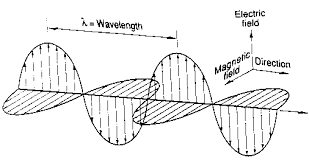 λ = Wavelength
Electric
field
Magnetic
field
Direction